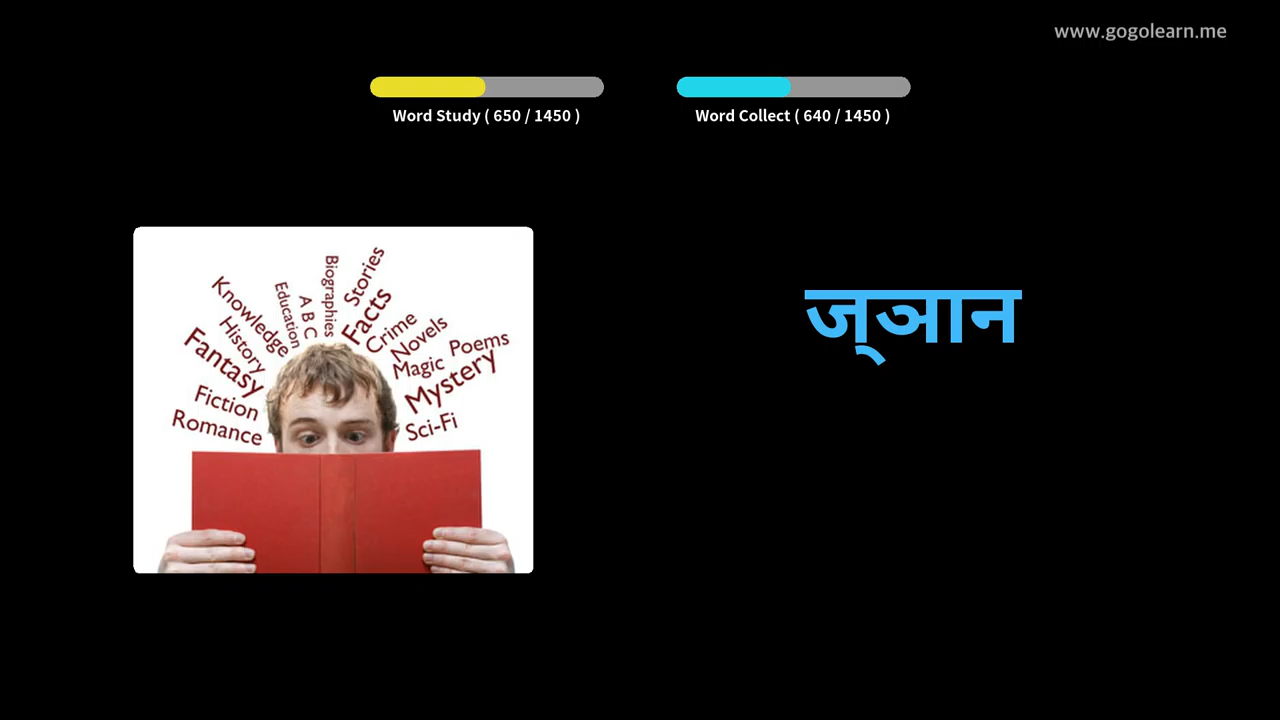 www.gogolearn.me
Word Study ( 650 / 1450 )
Word Collect ( 640 / 1450 )
Biographies
Stories
Knowledge
Education
A B C
Facts
History
Crime
Novels
Fantasy
Magic
Poems
Mystery
Fiction
Romance
Sci-Fi
ज्ञान